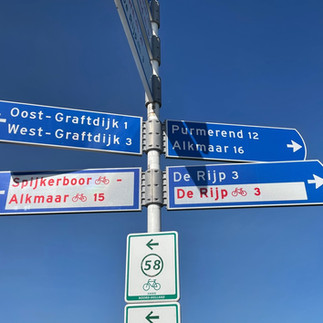 Oost-Graftdijk 1
West-Graftdijk 3
Purmerend 12
Alkmaar 16
Spijkerboor -
Alkmaar 15
De Rijp 3
De Rijp 3
58